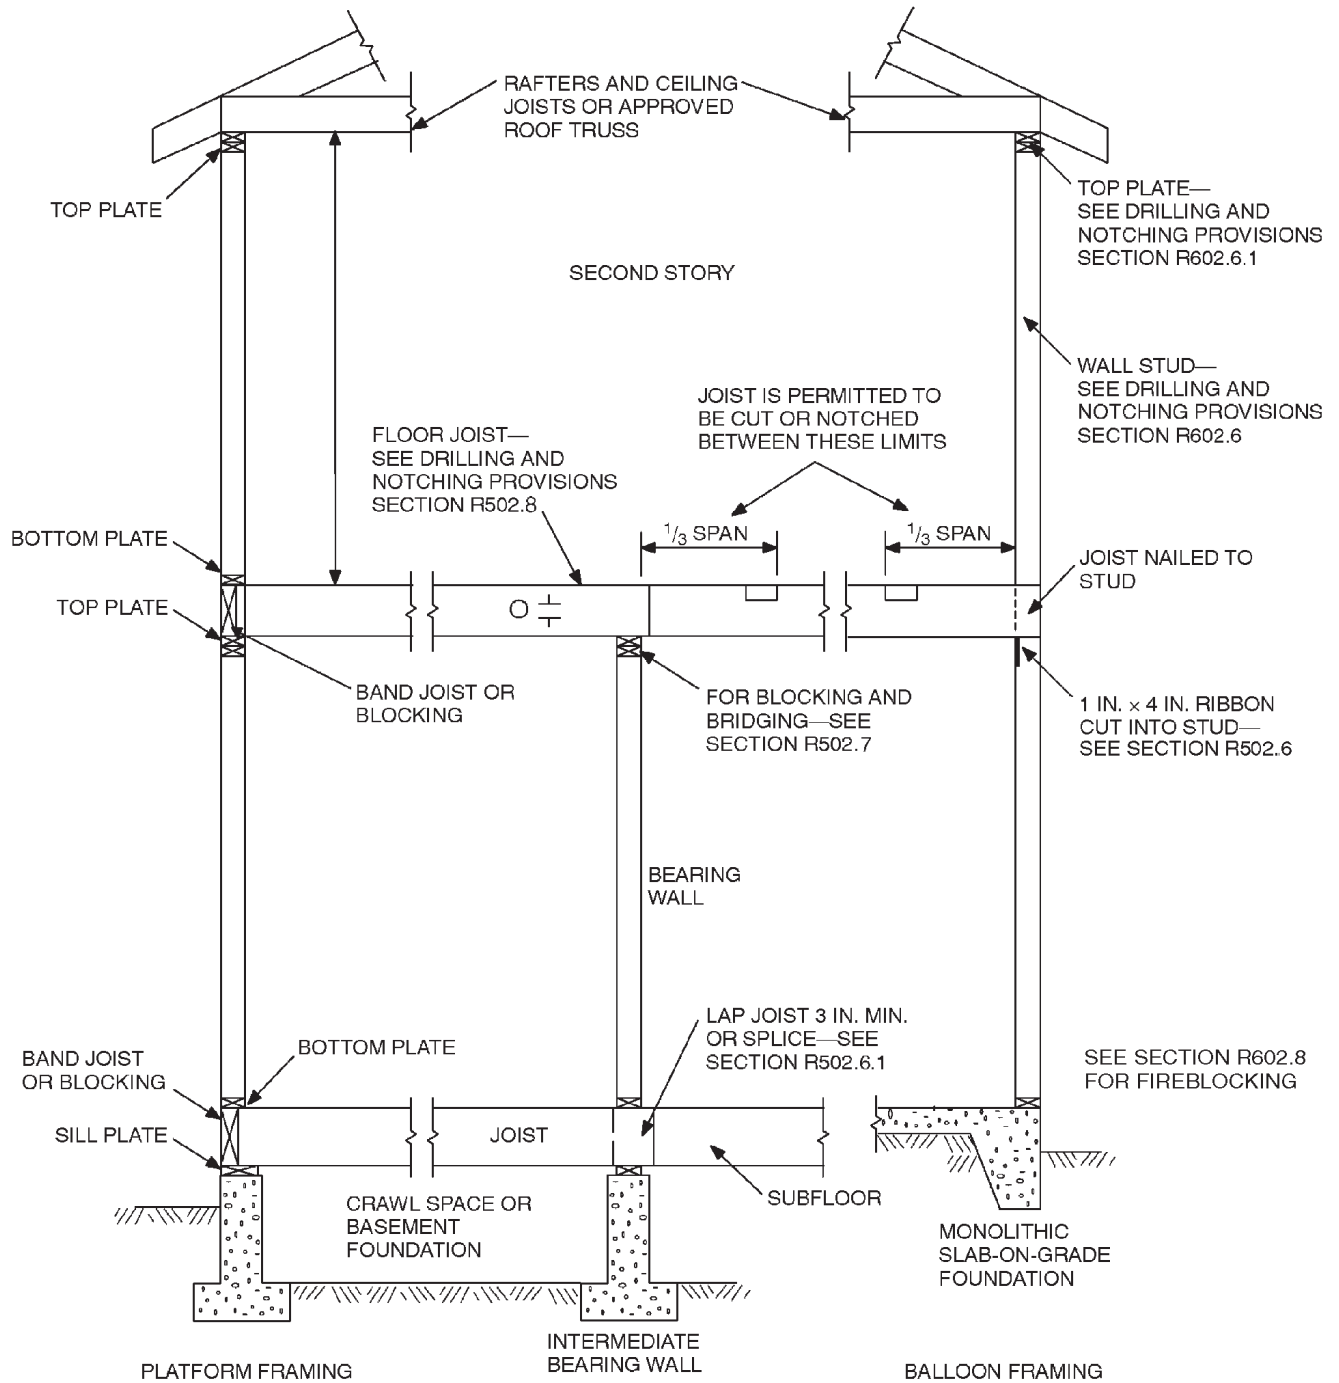 RAFTERS AND CEILING
JOISTS OR APPROVED
ROOF TRUSS
TOP PLATE
TOP PLATE—
SEE DRILLING AND
NOTCHING PROVISIONS
SECTION R602.6.1
SECOND STORY
WALL STUD—
SEE DRILLING AND
NOTCHING PROVISIONS
SECTION R602.6
JOIST IS PERMITTED TO
BE CUT OR NOTCHED
BETWEEN THESE LIMITS
FLOOR JOIST—
SEE DRILLING AND
NOTCHING PROVISIONS
SECTION R502.8
1/3 SPAN
1/3 SPAN
BOTTOM PLATE
JOIST NAILED TO
STUD
TOP PLATE
BAND JOIST OR
BLOCKING
FOR BLOCKING AND
BRIDGING—SEE
SECTION R502.7
1 IN. × 4 IN. RIBBON
CUT INTO STUD—
SEE SECTION R502.6
BEARING
WALL
LAP JOIST 3 IN. MIN.
OR SPLICE—SEE
SECTION R502.6.1
BOTTOM PLATE
BAND JOIST
OR BLOCKING
SEE SECTION R602.8
FOR FIREBLOCKING
SILL PLATE
JOIST
SUBFLOOR
CRAWL SPACE OR
BASEMENT
FOUNDATION
MONOLITHIC
SLAB-ON-GRADE
FOUNDATION
INTERMEDIATE
BEARING WALL
PLATFORM FRAMING
BALLOON FRAMING